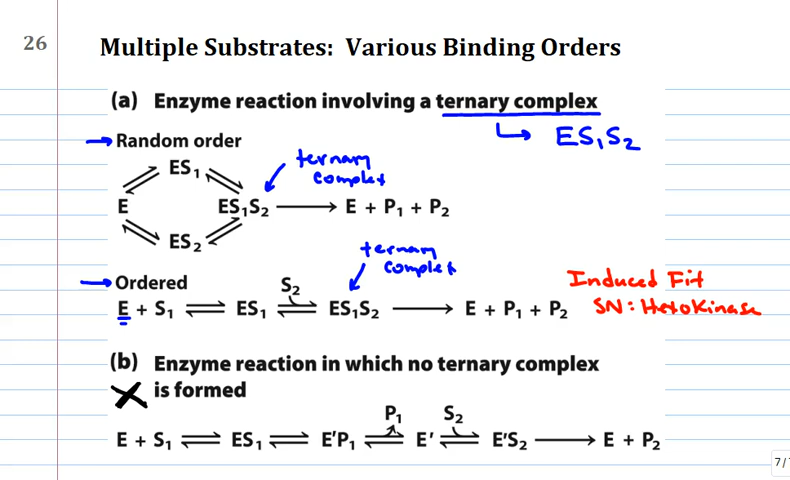 26
Multiple Substrates: Various Binding Orders
(a) Enzyme reaction involving a ternary complex
ES₁S₂
Random order
ternary
complex
ES₁
E
ES₁S₂ ⟶ E + P₁ + P₂
ES₂
ternary
complex
Ordered
S₂
Induced Fit
E + S₁ ⇌ ES₁ ⇌ ES₁S₂ ⟶ E + P₁ + P₂
SN: Hexokinase
(b) Enzyme reaction in which no ternary complex
is formed
P₁ S₂
E + S₁ ⇌ ES₁ ⇌ E'P₁ ⇌ E' ⇌ E'S₂ ⟶ E + P₂